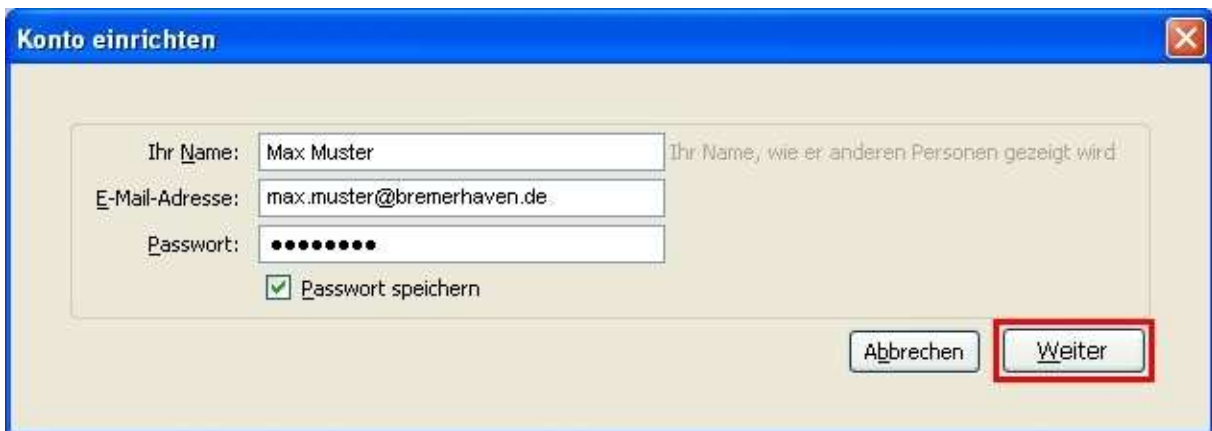 Konto einrichten
Ihr Name: Max Muster Ihr Name, wie er anderen Personen gezeigt wird
E-Mail-Adresse: max.muster@bremerhaven.de
Passwort: ●●●●●●●●
Passwort speichern
Abbrechen Weiter